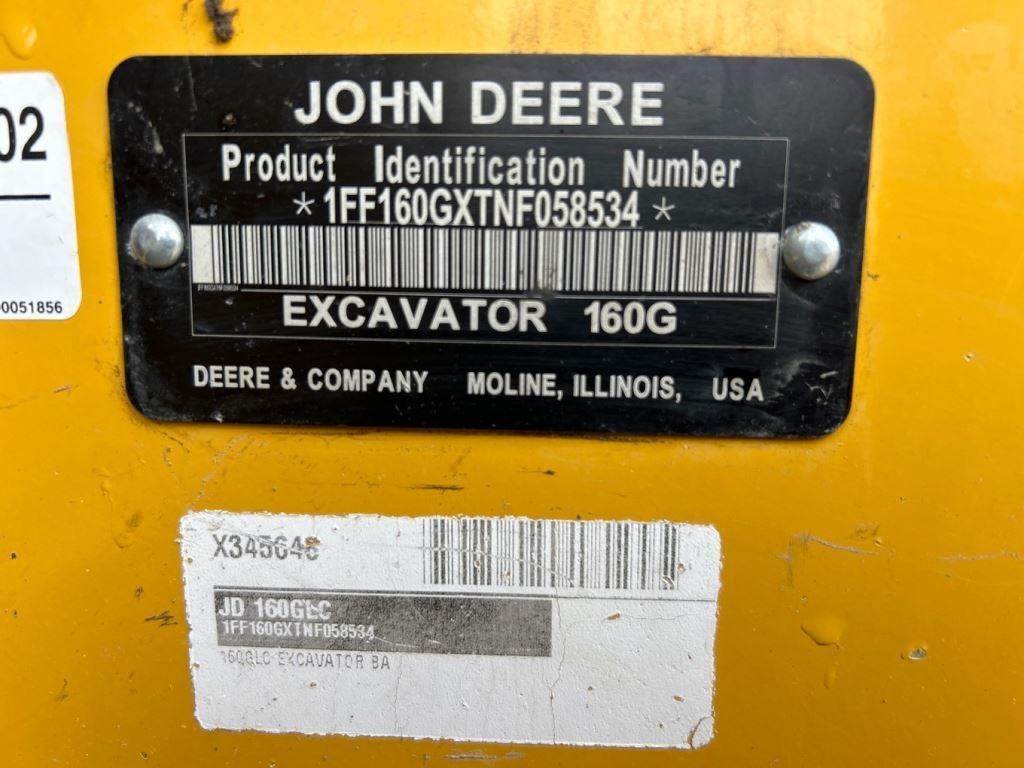 02
00051856
JOHN DEERE
Product Identification Number
*1FF160GXTNF058534*
EXCAVATOR 160G
DEERE & COMPANY MOLINE, ILLINOIS, USA
JD 160GLC
1FF160GXTNF058534
160GLC EXCAVATOR BA